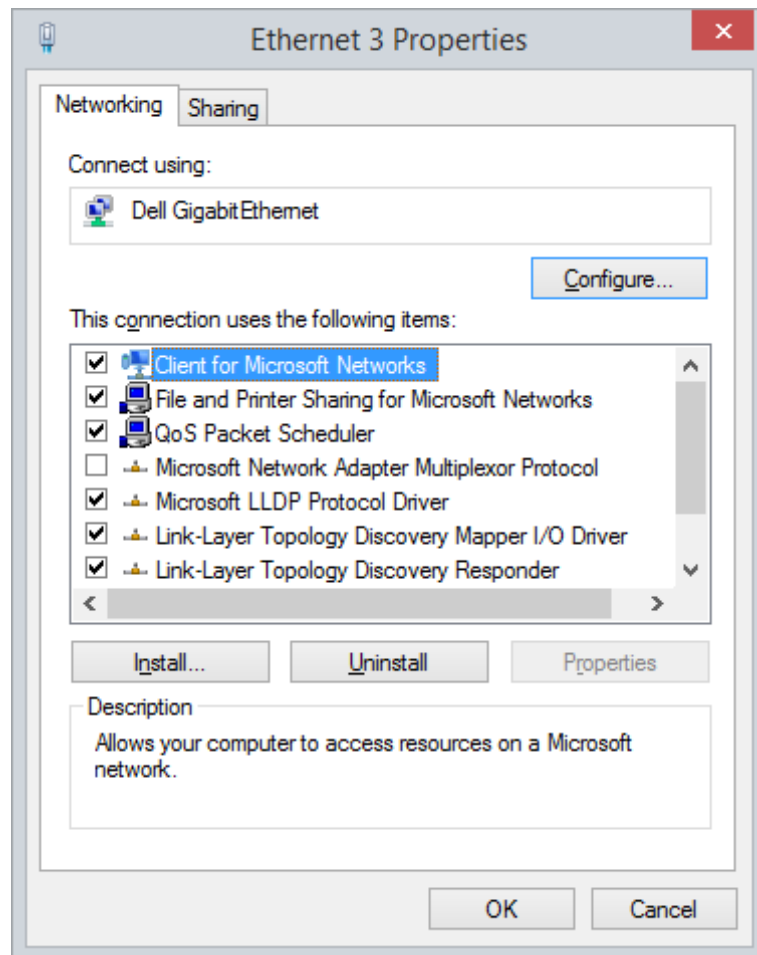 Ethernet 3 Properties
Networking
Sharing
Connect using:
Dell GigabitEthernet
Configure...
This connection uses the following items:
Client for Microsoft Networks
File and Printer Sharing for Microsoft Networks
QoS Packet Scheduler
Microsoft Network Adapter Multiplexor Protocol
Microsoft LLDP Protocol Driver
Link-Layer Topology Discovery Mapper I/O Driver
Link-Layer Topology Discovery Responder
Install...
Uninstall
Properties
Description
Allows your computer to access resources on a Microsoft
network.
OK
Cancel